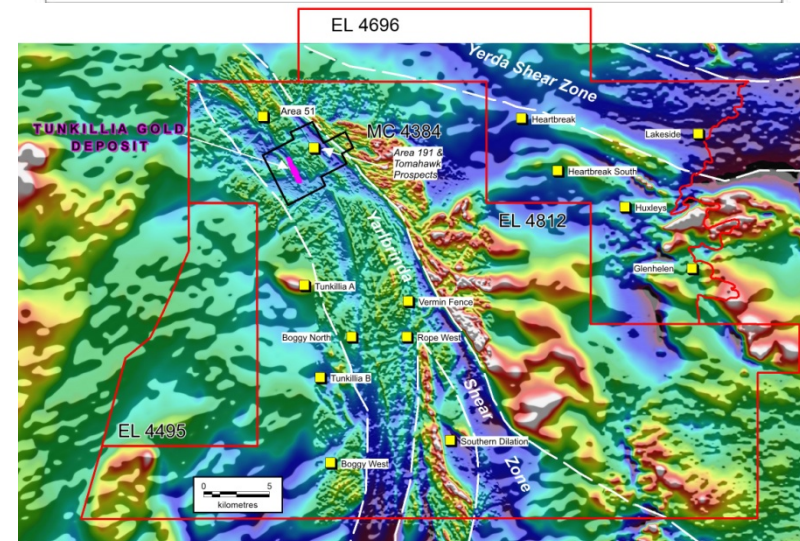 EL 4696
Yerda Shear Zone
Area 51
TUNKILLIA GOLD
DEPOSIT
MC 4384
Heartbreak
Lakeside
Area 191 &
Tomahawk
Prospects
Heartbreak South
Huxleys
EL 4812
Yarlbrinda
Glenhelen
Tunkillia A
Vermin Fence
Boggy North
Rope West
Tunkillia B
Shear
EL 4495
Southern Dilation
Boggy West
Zone
0 5
kilometres